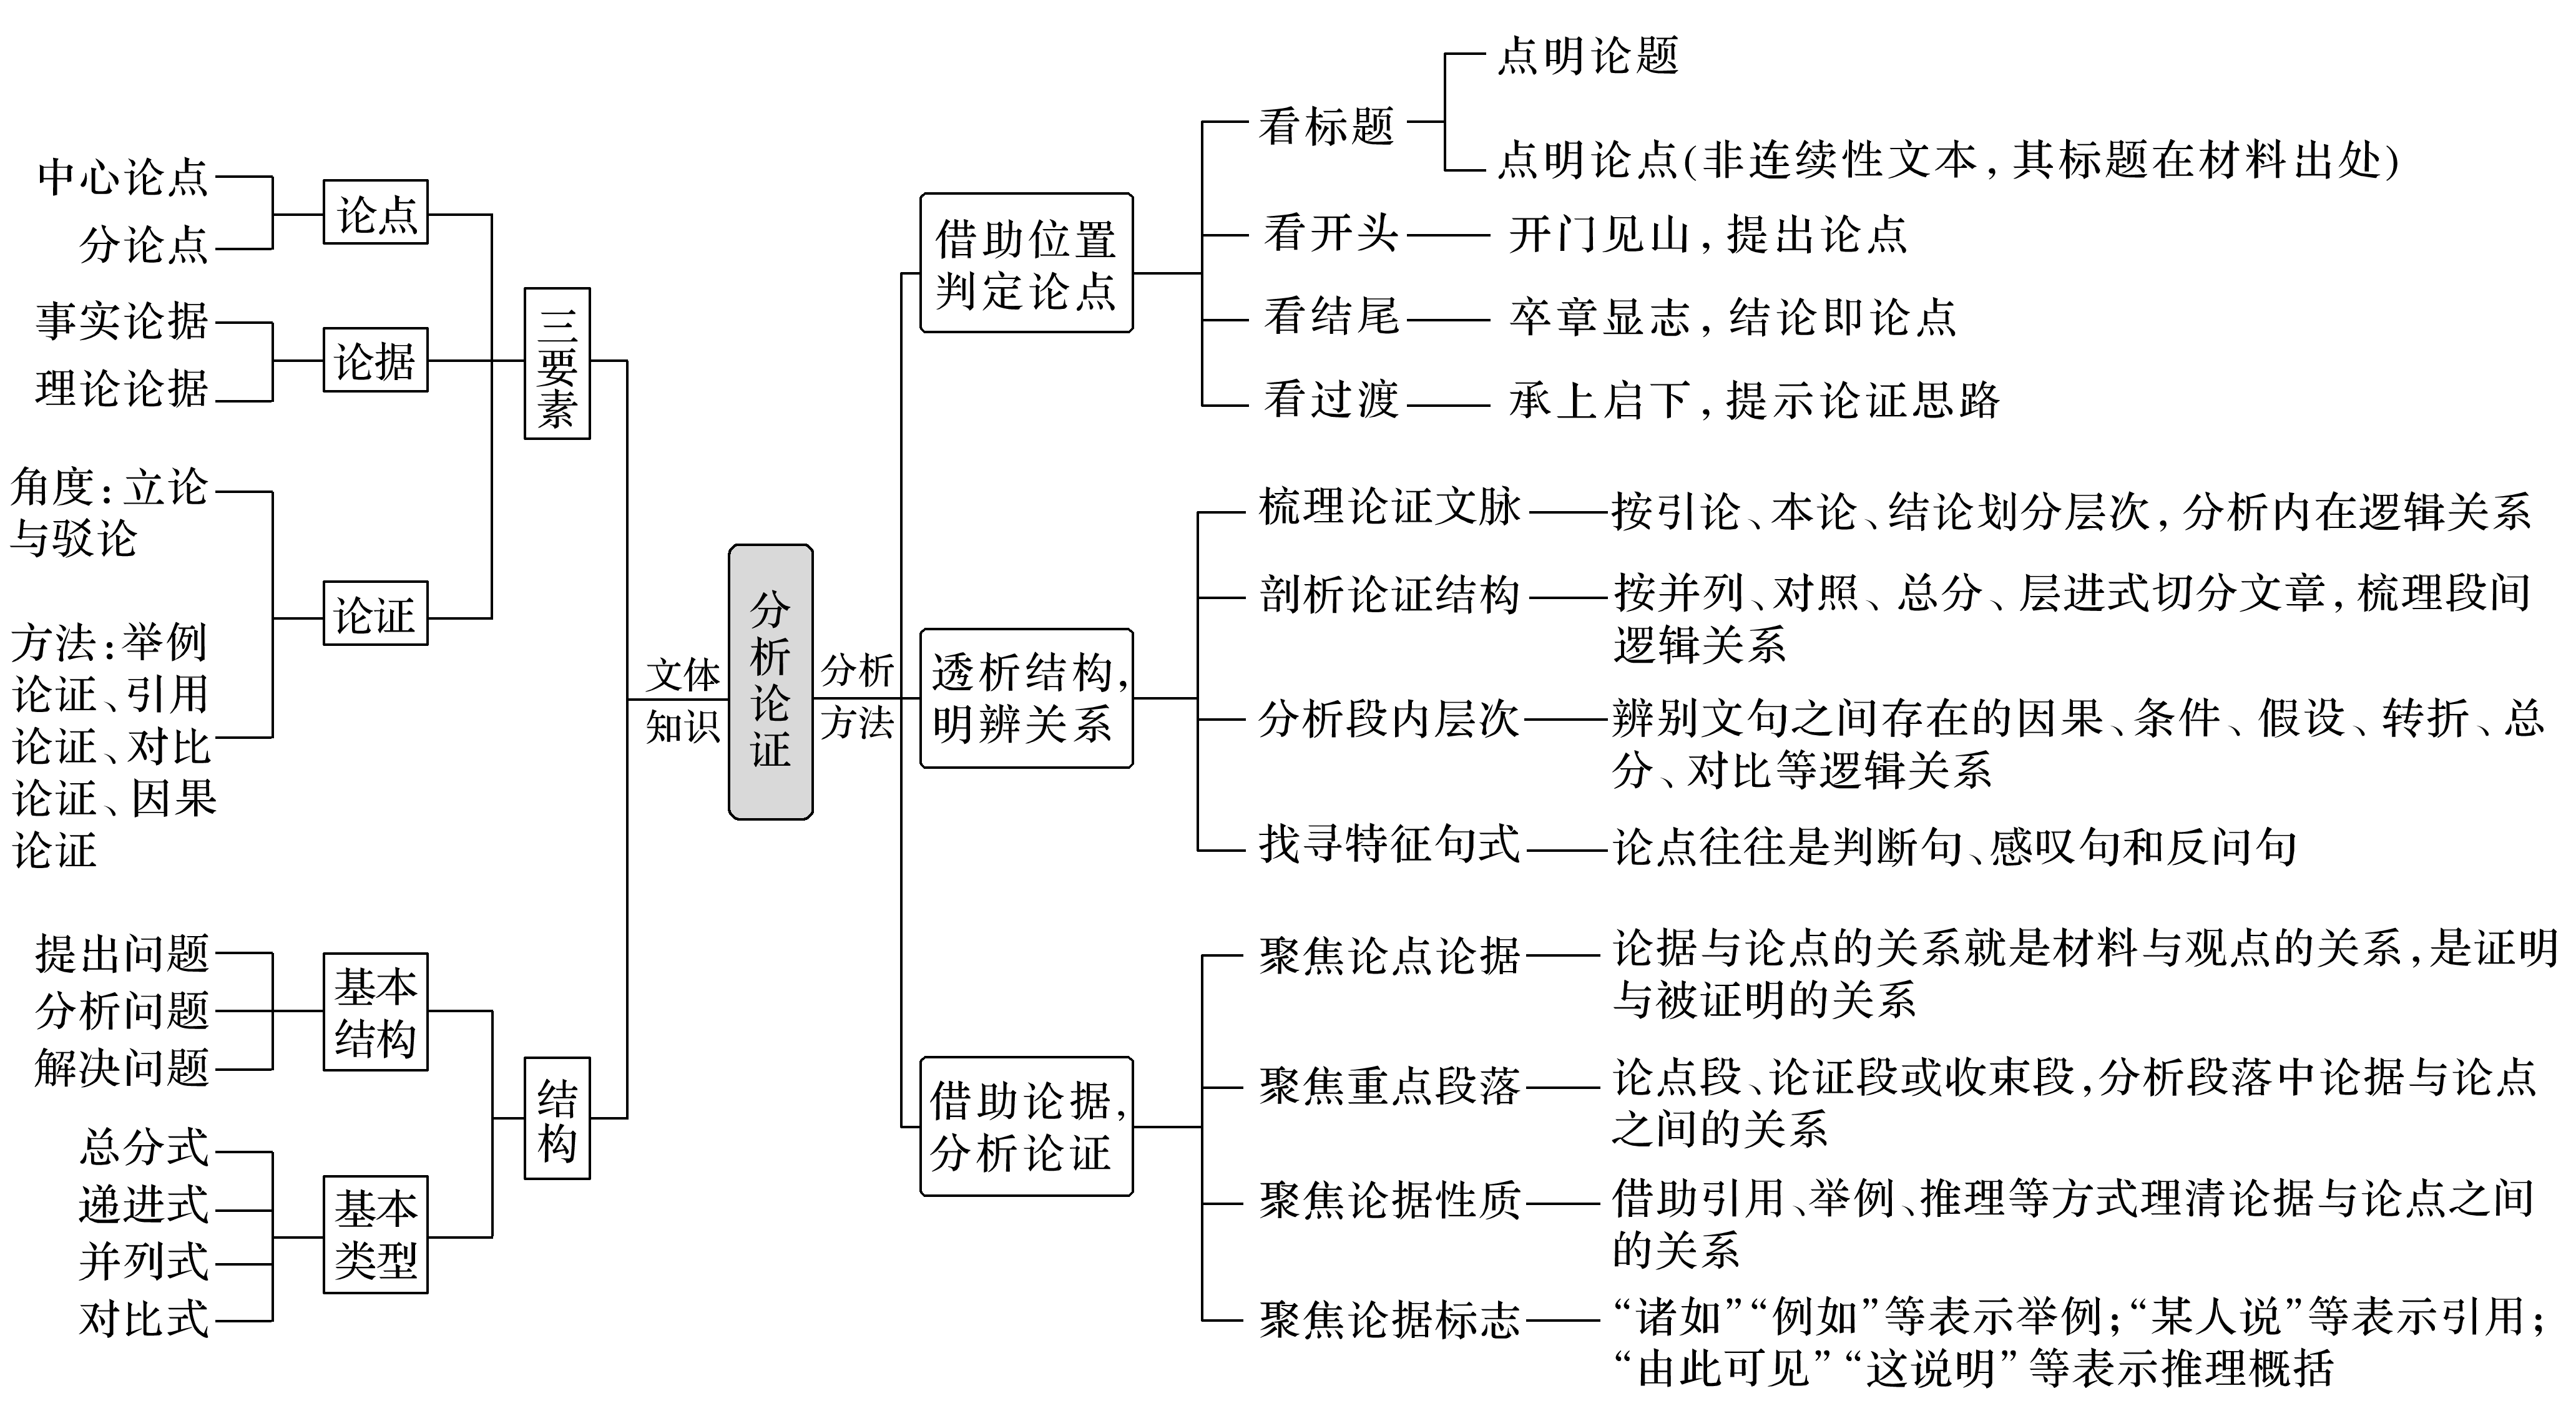 中心论点
分论点
论点
事实论据
理论论据
论据
角度：立论
与驳论
方法：举例
论证、引用
论证、对比
论证、因果
论证
论证
三要素
提出问题
分析问题
解决问题
基本
结构
总分式
递进式
并列式
对比式
基本
类型
结构
文体
知识
分析论证
分析
方法
借助位置
判定论点
看标题
点明论题
点明论点(非连续性文本，其标题在材料出处)
看开头
开门见山，提出论点
看结尾
卒章显志，结论即论点
看过渡
承上启下，提示论证思路
透析结构，
明辨关系
梳理论证文脉
按引论、本论、结论划分层次，分析内在逻辑关系
剖析论证结构
按并列、对照、总分、层进式切分文章，梳理段间
逻辑关系
分析段内层次
辨别文句之间存在的因果、条件、假设、转折、总
分、对比等逻辑关系
找寻特征句式
论点往往是判断句、感叹句和反问句
借助论据，
分析论证
聚焦论点论据
论据与论点的关系就是材料与观点的关系，是证明
与被证明的关系
聚焦重点段落
论点段、论证段或收束段，分析段落中论据与论点
之间的关系
聚焦论据性质
借助引用、举例、推理等方式理清论据与论点之间
的关系
聚焦论据标志
“诸如”“例如”等表示举例；“某人说”等表示引用；
“由此可见”“这说明”等表示推理概括